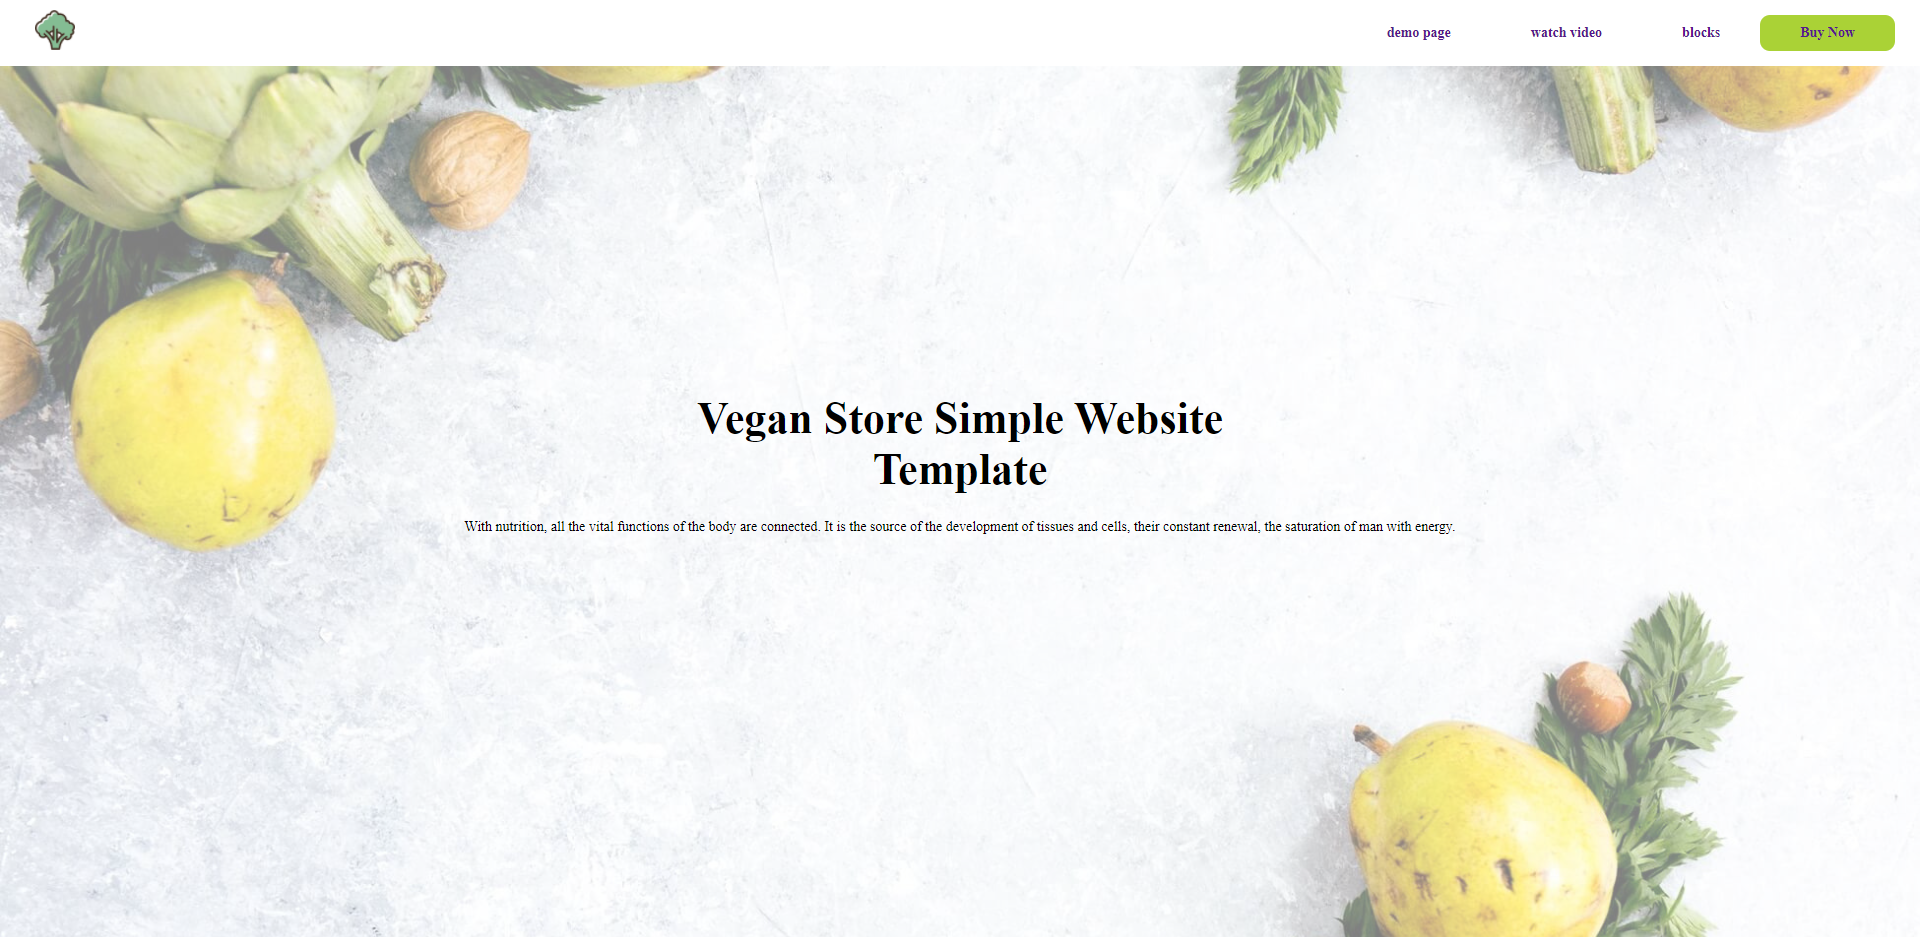 demo page
watch video
blocks
Buy Now
Vegan Store Simple Website
Template
With nutrition, all the vital functions of the body are connected. It is the source of the development of tissues and cells, their constant renewal, the saturation of man with energy.